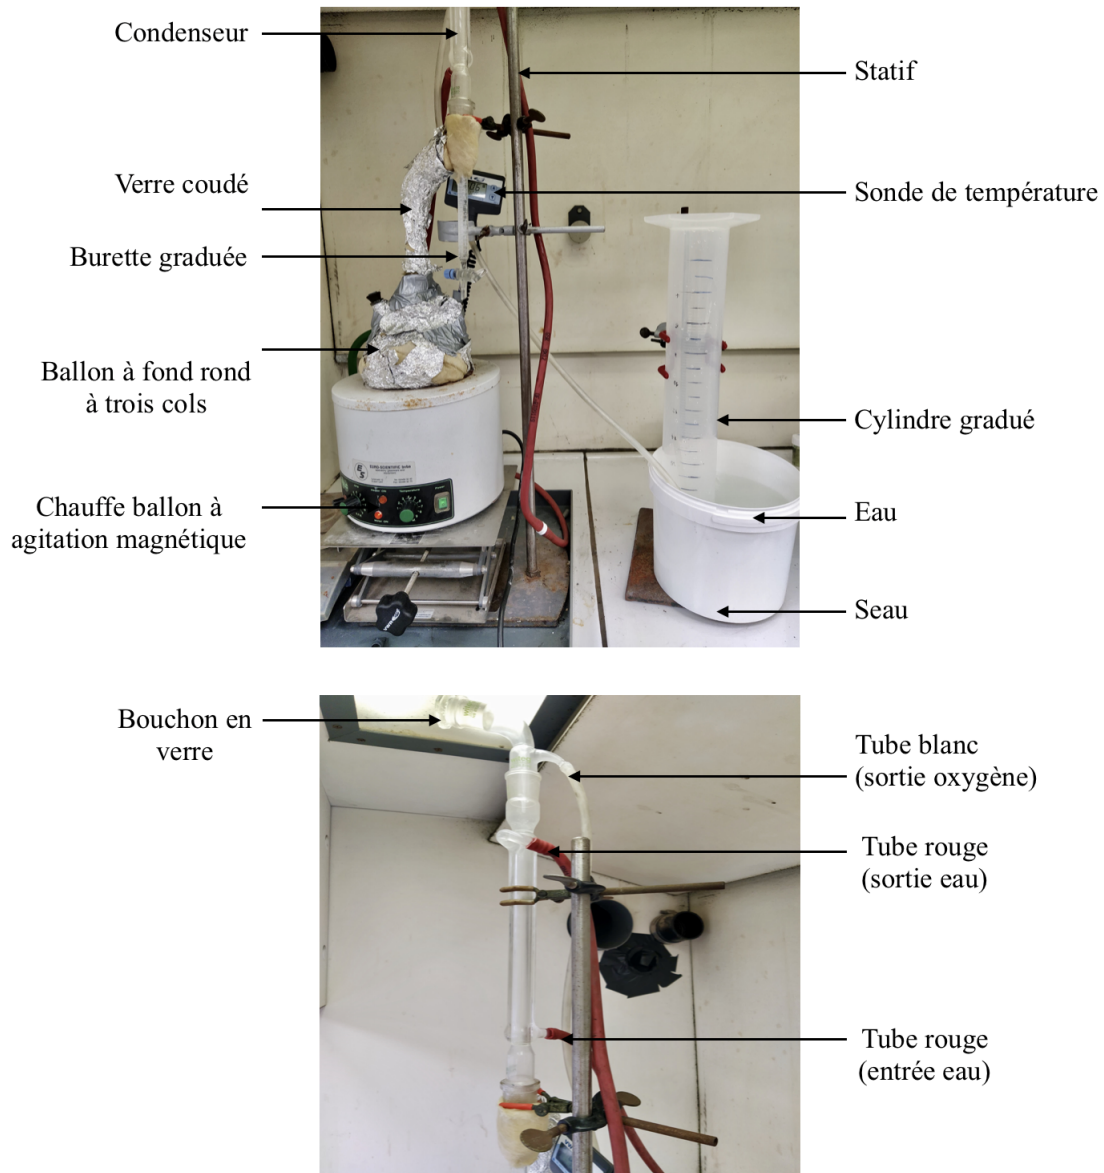 Condenseur
Statif
Verre coudé
Sonde de température
Burette graduée
Ballon à fond rond
à trois cols
Cylindre gradué
Chauffe ballon à
agitation magnétique
Eau
Seau
Bouchon en
verre
Tube blanc
(sortie oxygène)
Tube rouge
(sortie eau)
Tube rouge
(entrée eau)